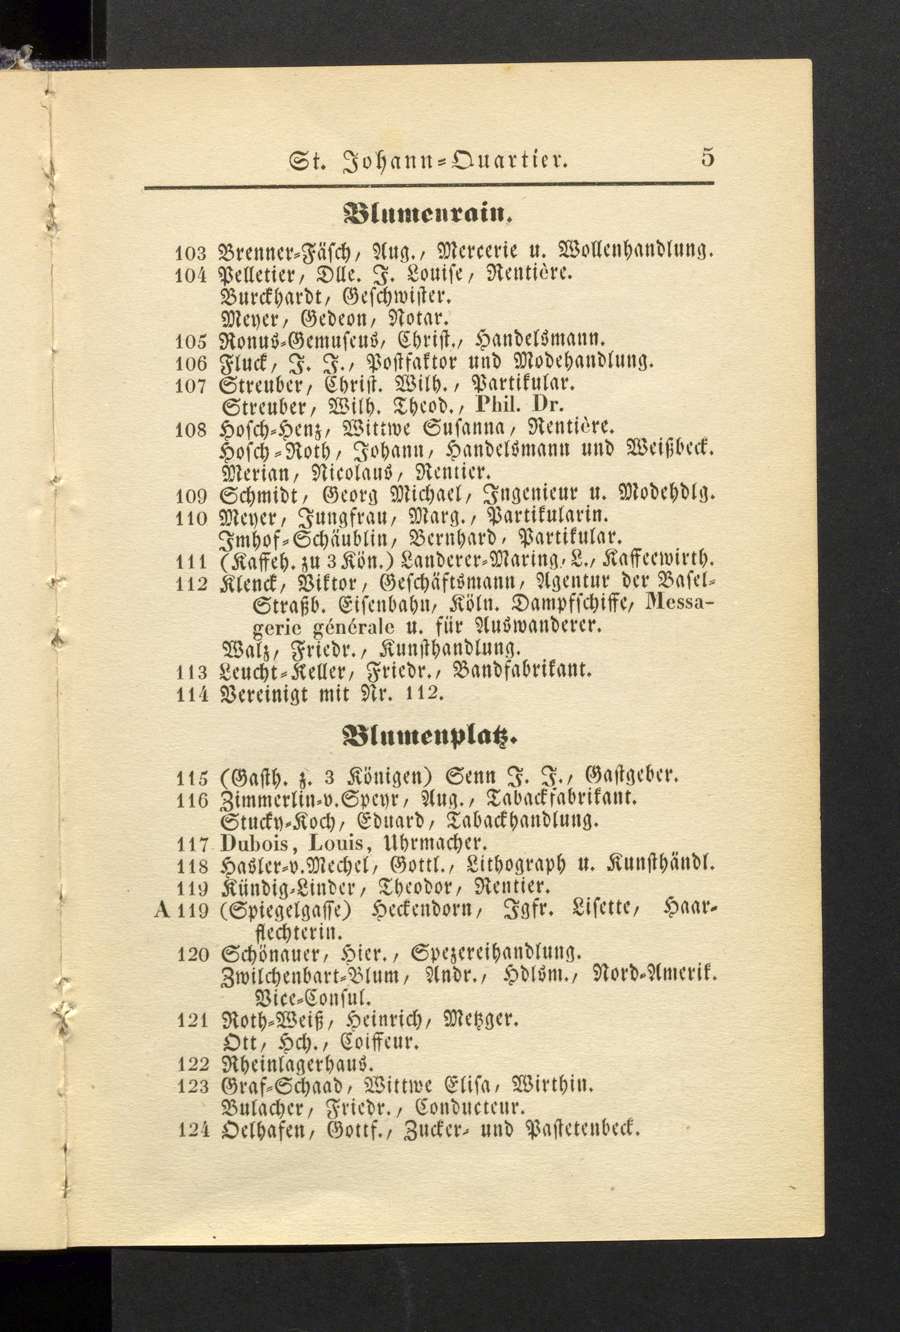 St. Johann-Quartier. 5
Blumenrain.
103 Brenner-Fäsch, Aug., Mercerie u. Wollenhandlung.
104 Pelletier, Dlle. J. Louise, Rentière.
Burckhardt, Geschwister.
Meyer, Gedeon, Notar.
105 Ronus-Gemuseus, Christ., Handelsmann.
106 Fluck, J. J., Postfaktor und Modehandlung.
107 Streuber, Christ. Wilh., Partikular.
Streuber, Wilh. Theod., Phil. Dr.
108 Hosch-Henz, Wittwe Susanna, Rentière.
Hosch-Roth, Johann, Handelsmann und Weißbeck.
Merian, Nicolaus, Rentier.
109 Schmidt, Georg Michael, Ingenieur u. Modehdlg.
110 Meyer, Jungfrau, Marg., Partikularin.
Imhof-Schäublin, Bernhard, Partikular.
111 (Kaffeh. zu 3 Kön.) Landerer-Maring, L., Kaffeewirth.
112 Klenck, Viktor, Geschäftsmann, Agentur der Basel-
Straßb. Eisenbahn, Köln. Dampfschiffe, Messa-
gerie générale u. für Auswanderer.
Walz, Friedr., Kunsthandlung.
113 Leucht-Keller, Friedr., Bandfabrikant.
114 Vereinigt mit Nr. 112.
Blumenplatz.
115 (Gasth. z. 3 Königen) Senn J. J., Gastgeber.
116 Zimmerlin-v.Speyr, Aug., Tabackfabrikant.
Stucky-Koch, Eduard, Tabackhandlung.
117 Dubois, Louis, Uhrmacher.
118 Hasler-v.Mechel, Gottl., Lithograph u. Kunsthändl.
119 Kündig-Linder, Theodor, Rentier.
A 119 (Spiegelgasse) Heckendorn, Jgfr. Lisette, Haar-
flechterin.
120 Schönauer, Hier., Spezereihandlung.
Zwilchenbart-Blum, Andr., Hdlsm., Nord-Amerik.
Vice-Consul.
121 Roth-Weiß, Heinrich, Metzger.
Ott, Hch., Coiffeur.
122 Rheinlagerhaus.
123 Graf-Schaad, Wittwe Elisa, Wirthin.
Bulacher, Friedr., Conducteur.
124 Oelhafen, Gottf., Zucker- und Pastetenbeck.